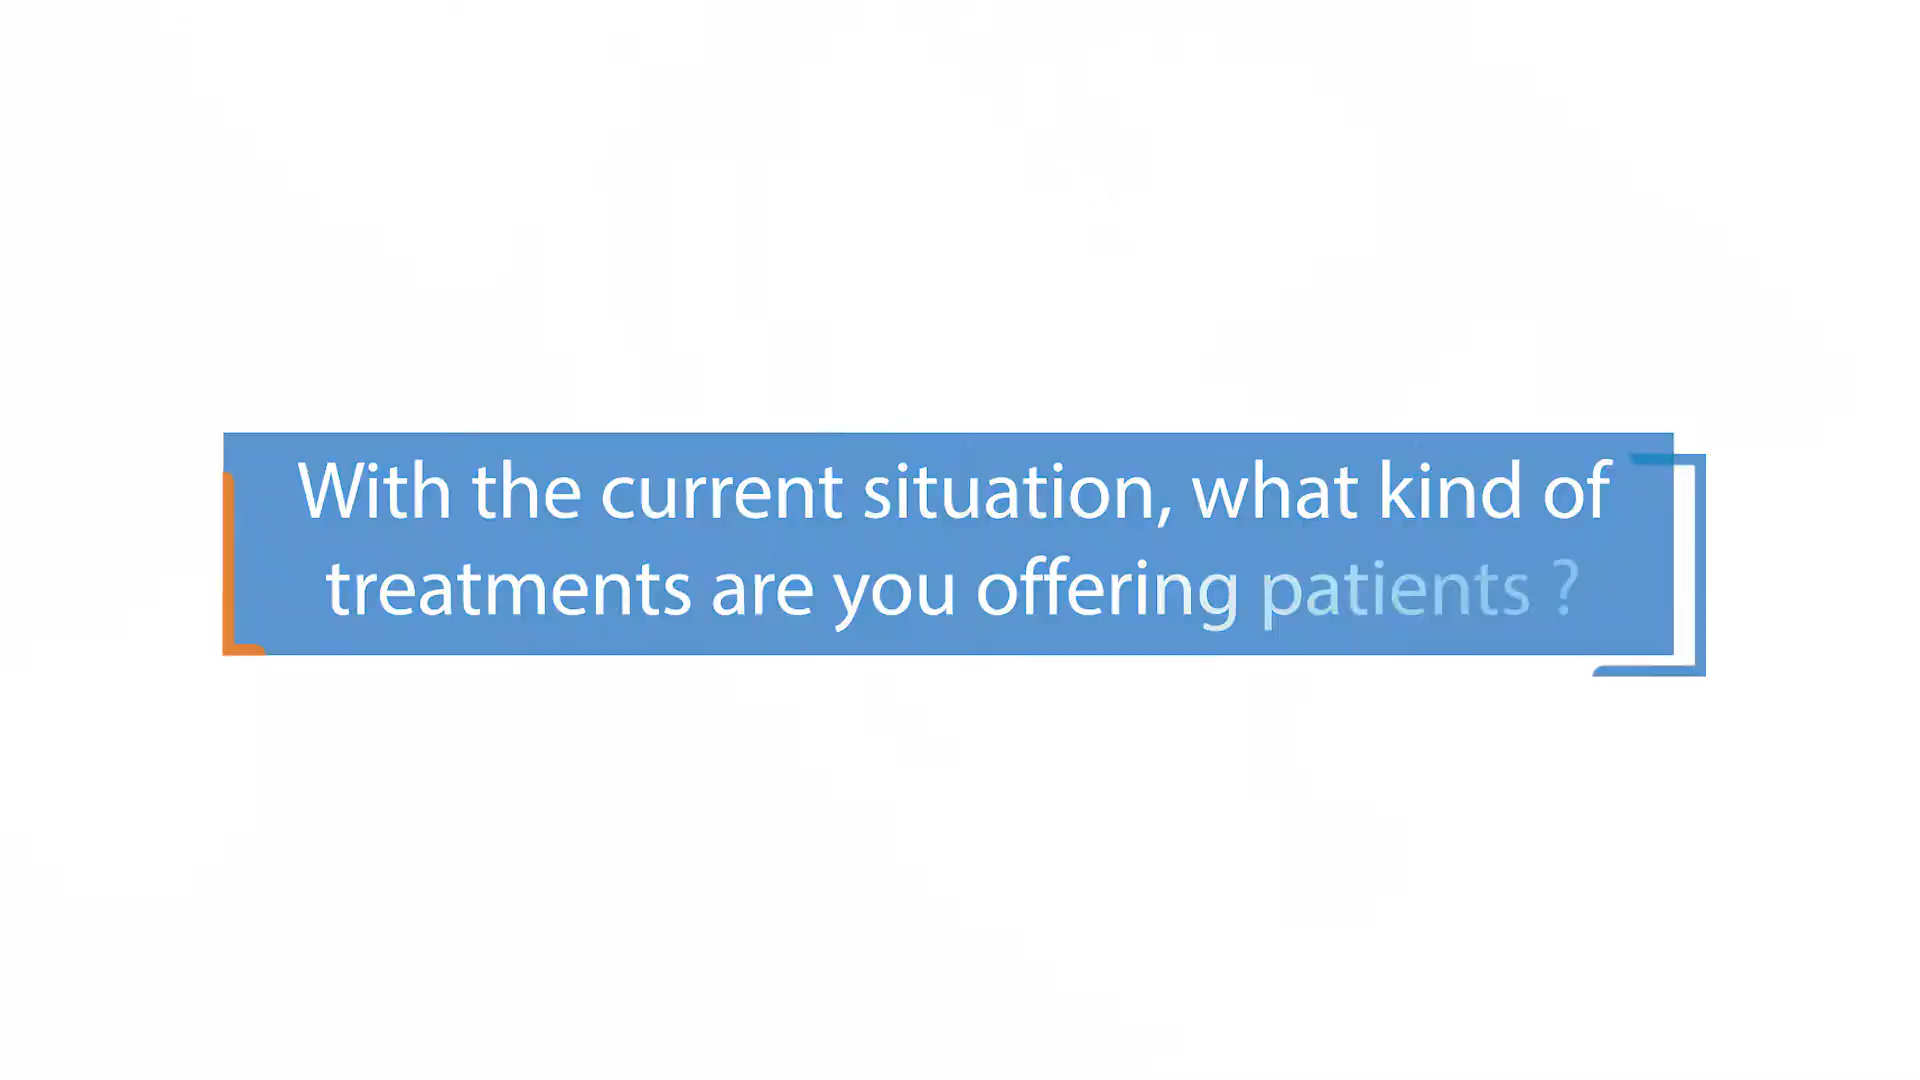 With the current situation, what kind of
treatments are you offering patients ?